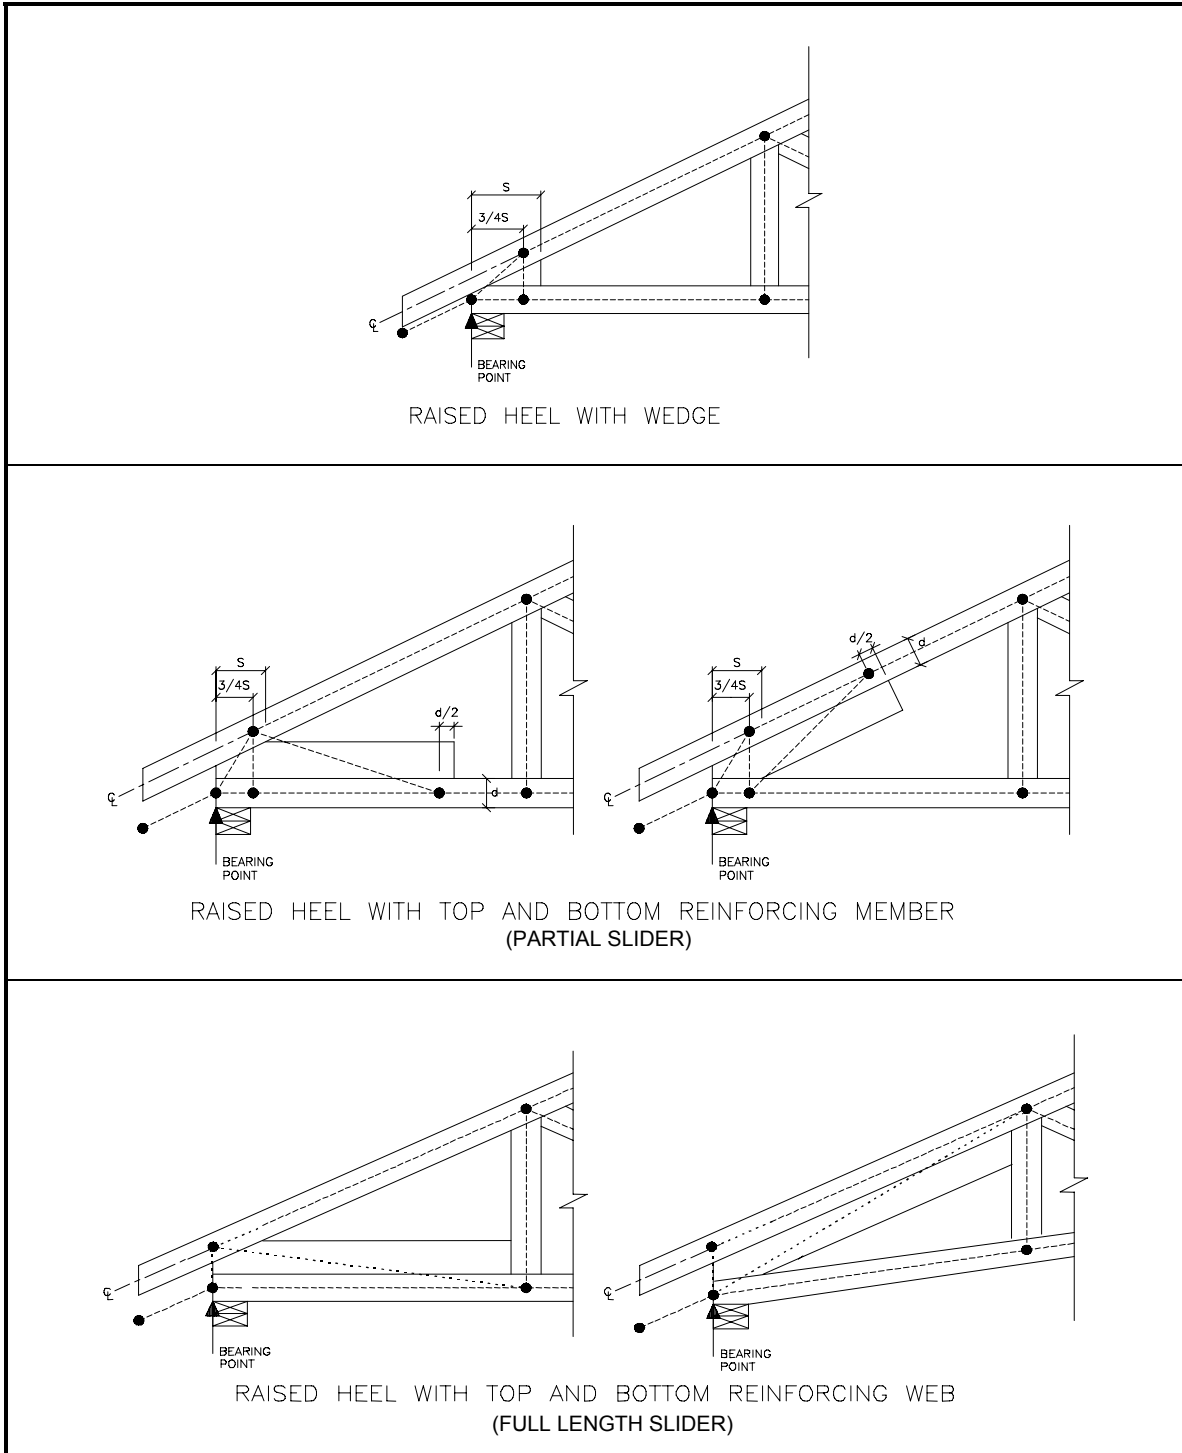 S
3/4S
℄
BEARING
POINT
RAISED HEEL WITH WEDGE
S
3/4S
d/2
d
℄
BEARING
POINT
d/2
d
S
3/4S
℄
BEARING
POINT
RAISED HEEL WITH TOP AND BOTTOM REINFORCING MEMBER
(PARTIAL SLIDER)
℄
BEARING
POINT
℄
BEARING
POINT
RAISED HEEL WITH TOP AND BOTTOM REINFORCING WEB
(FULL LENGTH SLIDER)